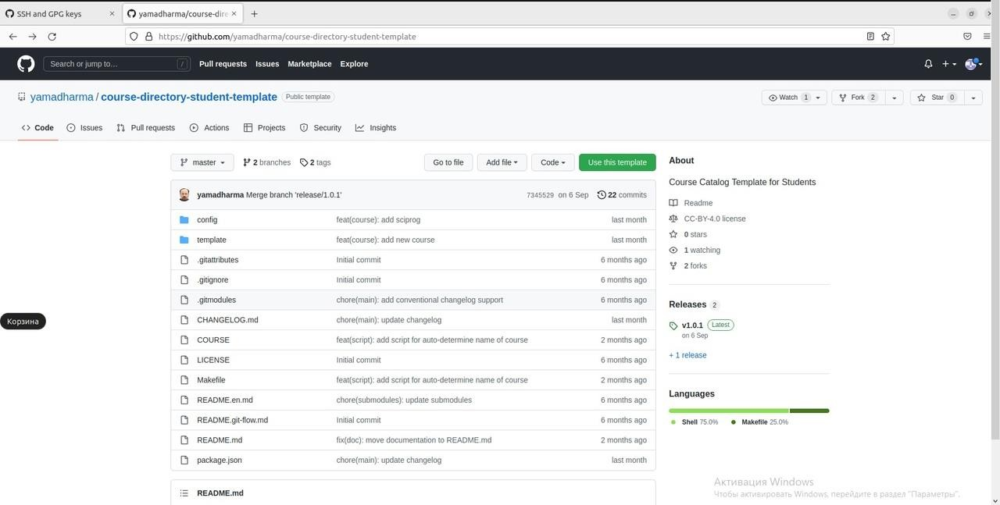 SSH and GPG keys
yamadharma/course-dire
https://github.com/yamadharma/course-directory-student-template
Search or jump to…
/
Pull requests
Issues
Marketplace
Explore
yamadharma / course-directory-student-template
Public template
Watch 1
Fork 2
Star 0
Code
Issues
Pull requests
Actions
Projects
Security
Insights
master
2 branches
2 tags
Go to file
Add file
Code
Use this template
yamadharma Merge branch 'release/1.0.1'
7345529 on 6 Sep
22 commits
config feat(course): add sciprog last month
template feat(course): add new course last month
.gitattributes Initial commit 6 months ago
.gitignore Initial commit 6 months ago
.gitmodules chore(main): add conventional changelog support 6 months ago
CHANGELOG.md chore(main): update changelog last month
COURSE feat(script): add script for auto-determine name of course 2 months ago
LICENSE Initial commit 6 months ago
Makefile feat(script): add script for auto-determine name of course 2 months ago
README.en.md chore(submodules): update submodules 6 months ago
README.git-flow.md Initial commit 6 months ago
README.md fix(doc): move documentation to README.md 2 months ago
package.json chore(main): update changelog last month
README.md
About
Course Catalog Template for Students
Readme
CC-BY-4.0 license
0 stars
1 watching
2 forks
Releases 2
v1.0.1 Latest
on 6 Sep
+ 1 release
Languages
Shell 75.0%
Makefile 25.0%
Корзина
Активация Windows
Чтобы активировать Windows, перейдите в раздел "Параметры".